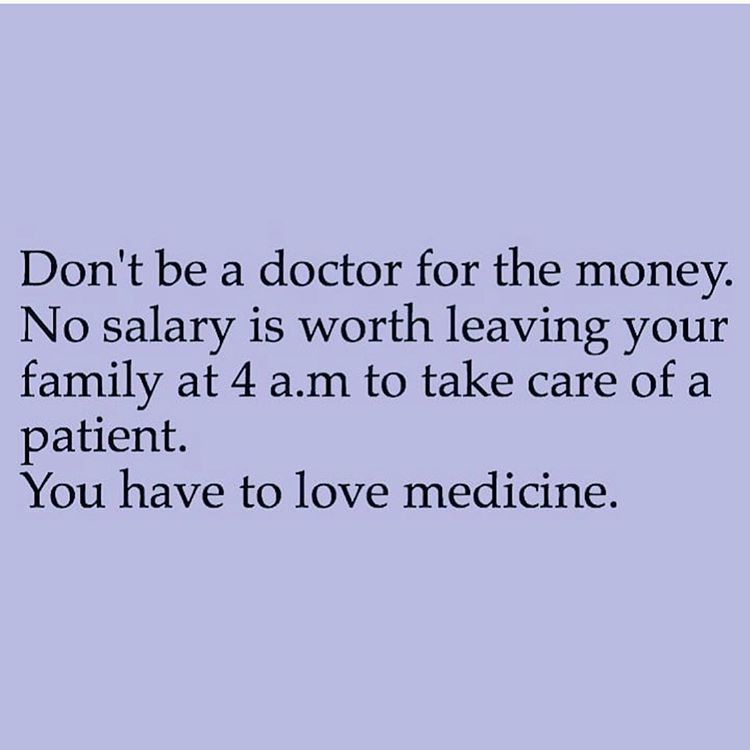 Don't be a doctor for the money.
No salary is worth leaving your
family at 4 a.m to take care of a
patient.
You have to love medicine.